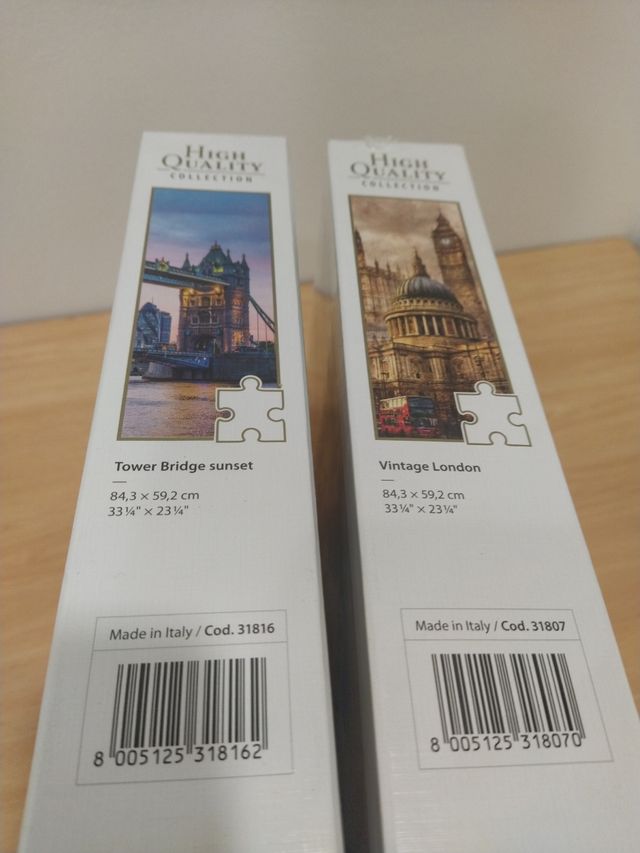 HIGH
QUALITY
COLLECTION
Tower Bridge sunset
84,3 × 59,2 cm
33 ¼" × 23 ¼"
Made in Italy / Cod. 31816
8 005125 318162
HIGH
QUALITY
COLLECTION
Vintage London
84,3 × 59,2 cm
33 ¼" × 23 ¼"
Made in Italy / Cod. 31807
8 005125 318070